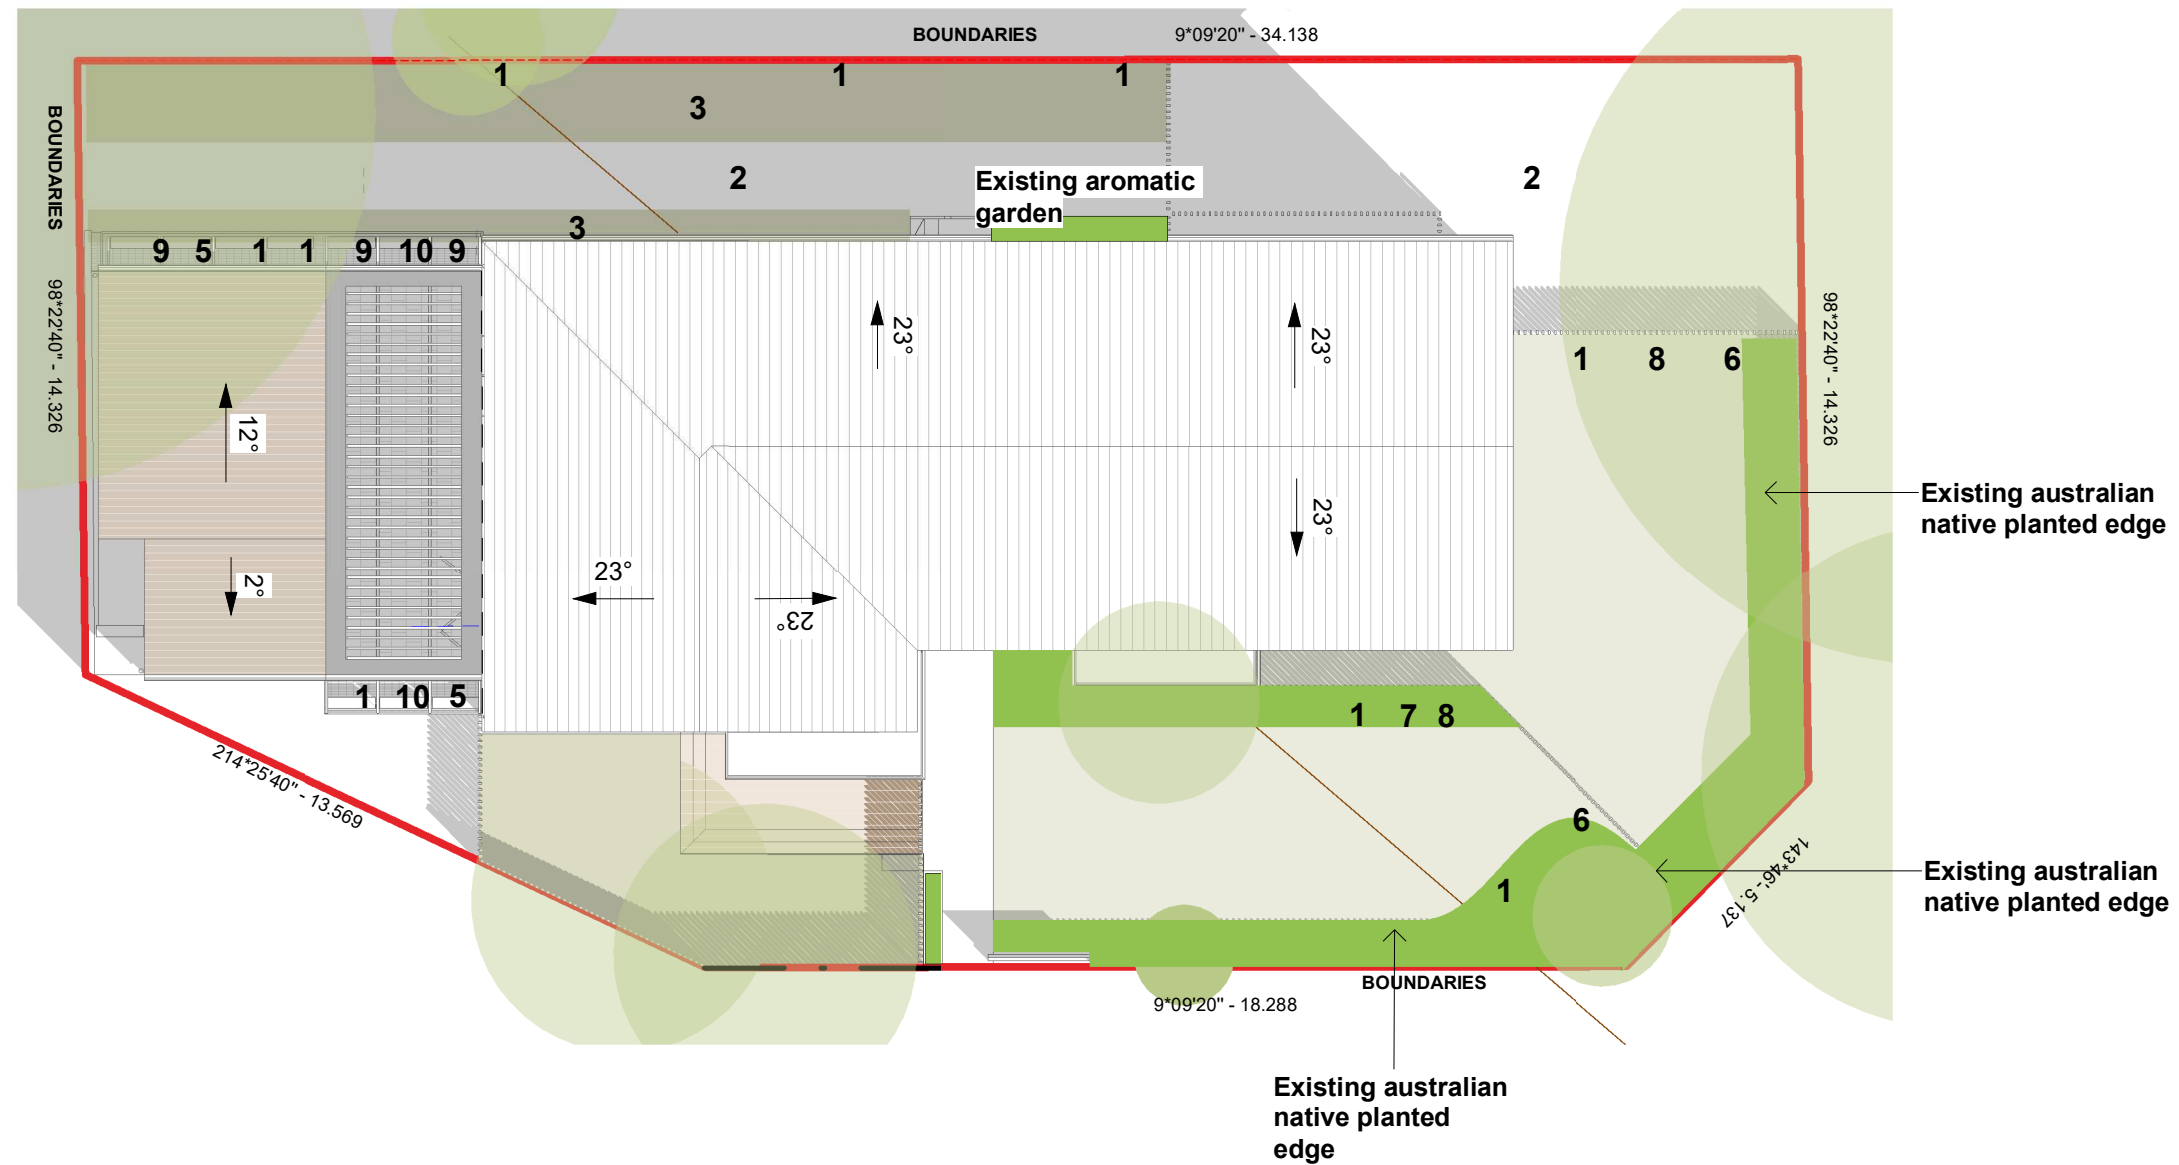 BOUNDARIES
9*09'20" - 34.138
1
1
1
3
BOUNDARIES
2
Existing aromatic
garden
2
3
9 5 1 1 9 10 9
98*22'40" - 14.326
23°
23°
98*22'40" - 14.326
1 8 6
12°
23°
Existing australian
native planted edge
2°
23°
23°
1 10 5
1 7 8
214*25'40" - 13.569
6
143*46' - 5.137
1
Existing australian
native planted edge
BOUNDARIES
9*09'20" - 18.288
Existing australian
native planted
edge